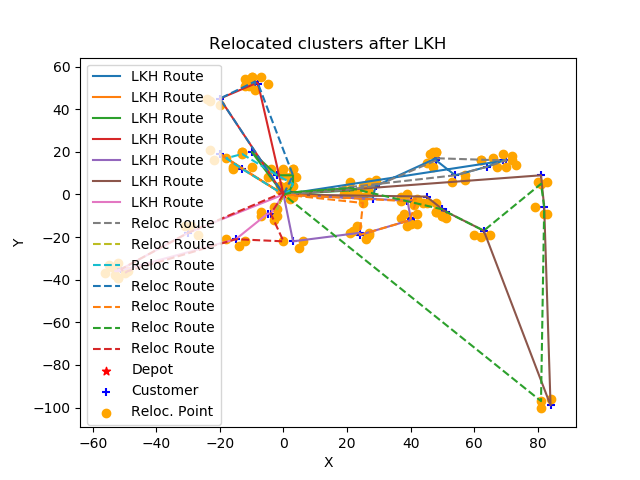 Relocated clusters after LKH
60
40
20
0
−20
−40
−60
−80
−100
Y
LKH Route
LKH Route
LKH Route
LKH Route
LKH Route
LKH Route
LKH Route
Reloc Route
Reloc Route
Reloc Route
Reloc Route
Reloc Route
Reloc Route
Reloc Route
Depot
Customer
Reloc. Point
−60
−40
−20
0
20
40
60
80
X